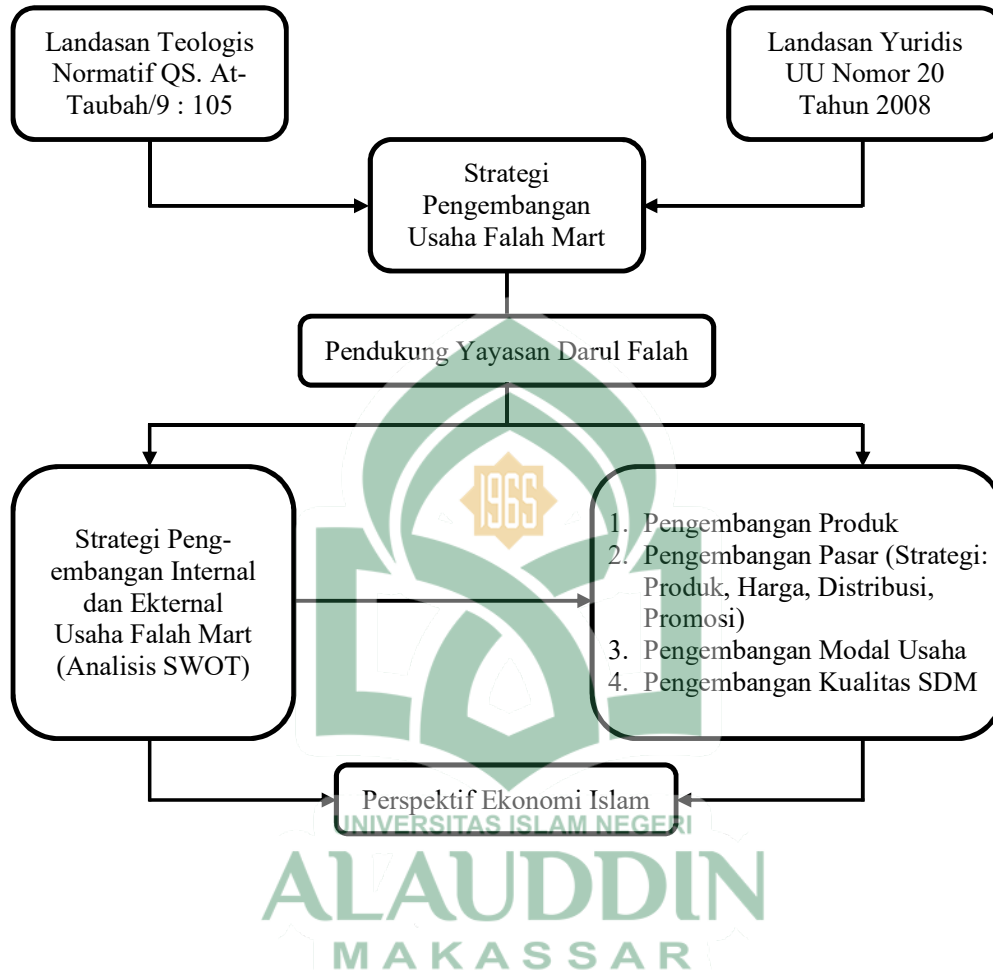 Landasan Teologis
Normatif QS. At-
Taubah/9 : 105
Landasan Yuridis
UU Nomor 20
Tahun 2008
Strategi
Pengembangan
Usaha Falah Mart
Pendukung Yayasan Darul Falah
1965
Strategi Peng-
embangan Internal
dan Ekternal
Usaha Falah Mart
(Analisis SWOT)
1. Pengembangan Produk
2. Pengembangan Pasar (Strategi:
Produk, Harga, Distribusi,
Promosi)
3. Pengembangan Modal Usaha
4. Pengembangan Kualitas SDM
Perspektif Ekonomi Islam
UNIVERSITAS ISLAM NEGERI
ALAUDDIN
MAKASSAR